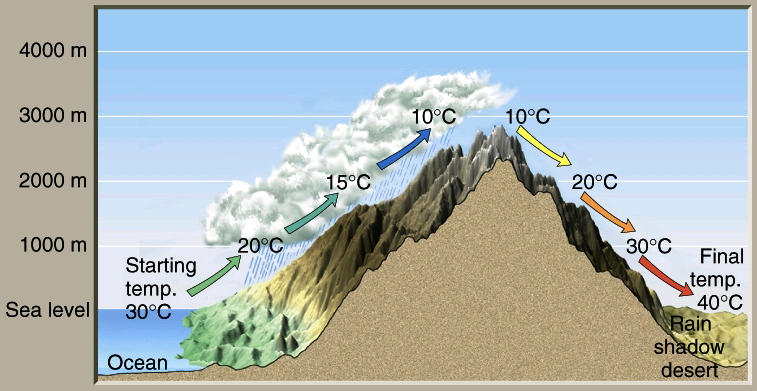 4000 m
3000 m
2000 m
1000 m
Sea level
Starting
temp.
30°C
20°C
15°C
10°C
10°C
20°C
30°C
Final
temp.
40°C
Rain
shadow
desert
Ocean